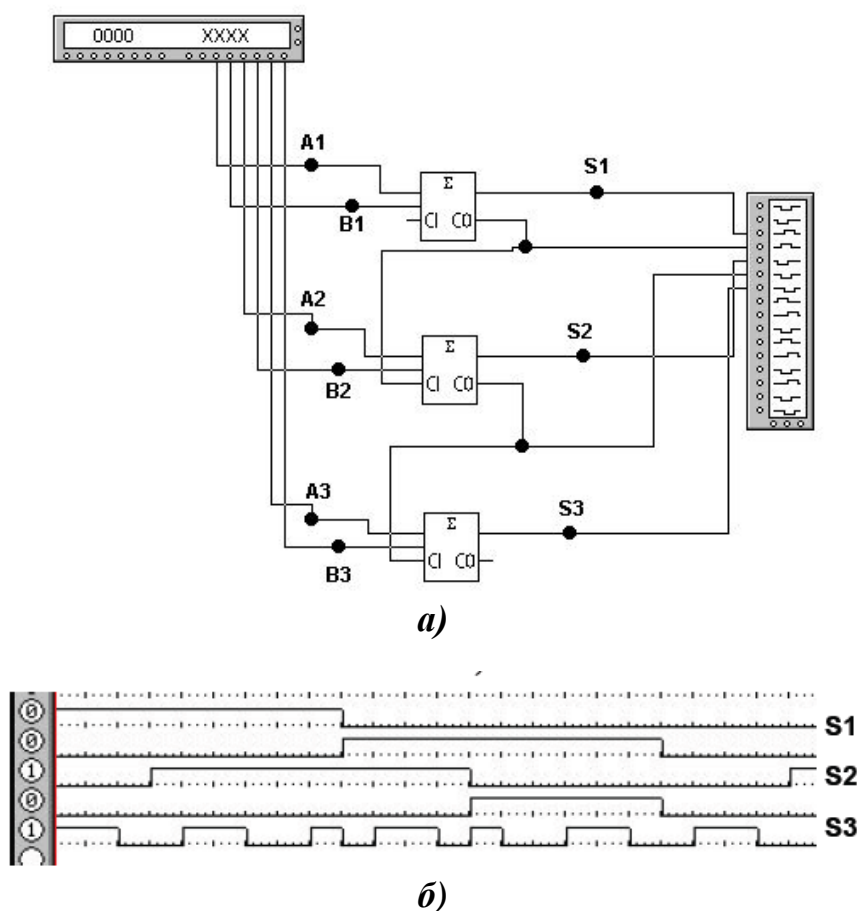 0000 XXXX
A1
S1
Σ
B1
CI CO
A2
S2
Σ
B2
CI CO
A3
S3
Σ
B3
CI CO
а)
0
S1
0
1
S2
0
1
S3
б)